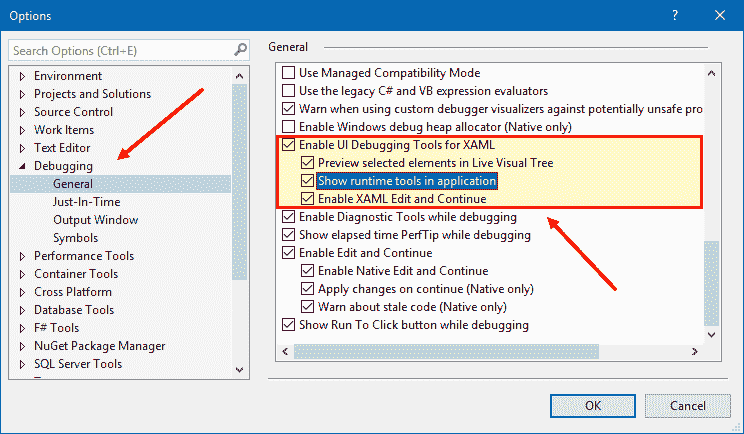 Options
?
Search Options (Ctrl+E)
Environment
Projects and Solutions
Source Control
Work Items
Text Editor
Debugging
General
Just-In-Time
Output Window
Symbols
Performance Tools
Container Tools
Cross Platform
Database Tools
F# Tools
NuGet Package Manager
SQL Server Tools
General
Use Managed Compatibility Mode
Use the legacy C# and VB expression evaluators
Warn when using custom debugger visualizers against potentially unsafe pro
Enable Windows debug heap allocator (Native only)
Enable UI Debugging Tools for XAML
Preview selected elements in Live Visual Tree
Show runtime tools in application
Enable XAML Edit and Continue
Enable Diagnostic Tools while debugging
Show elapsed time PerfTip while debugging
Enable Edit and Continue
Enable Native Edit and Continue
Apply changes on continue (Native only)
Warn about stale code (Native only)
Show Run To Click button while debugging
OK
Cancel